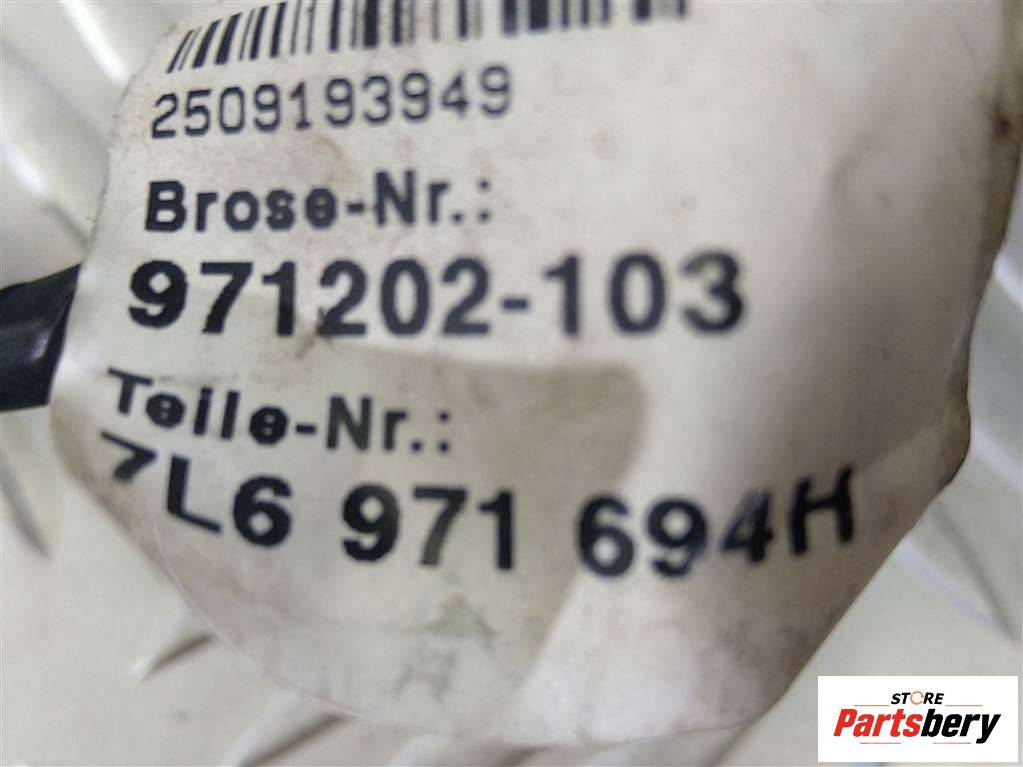 2509193949
Brose-Nr.:
971202-103
Teile-Nr.:
7L6 971 694H
STORE
Partsbery